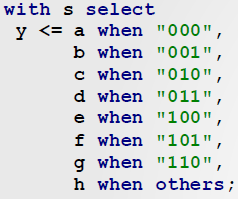 with s select
y <= a when "000",
b when "001",
c when "010",
d when "011",
e when "100",
f when "101",
g when "110",
h when others;